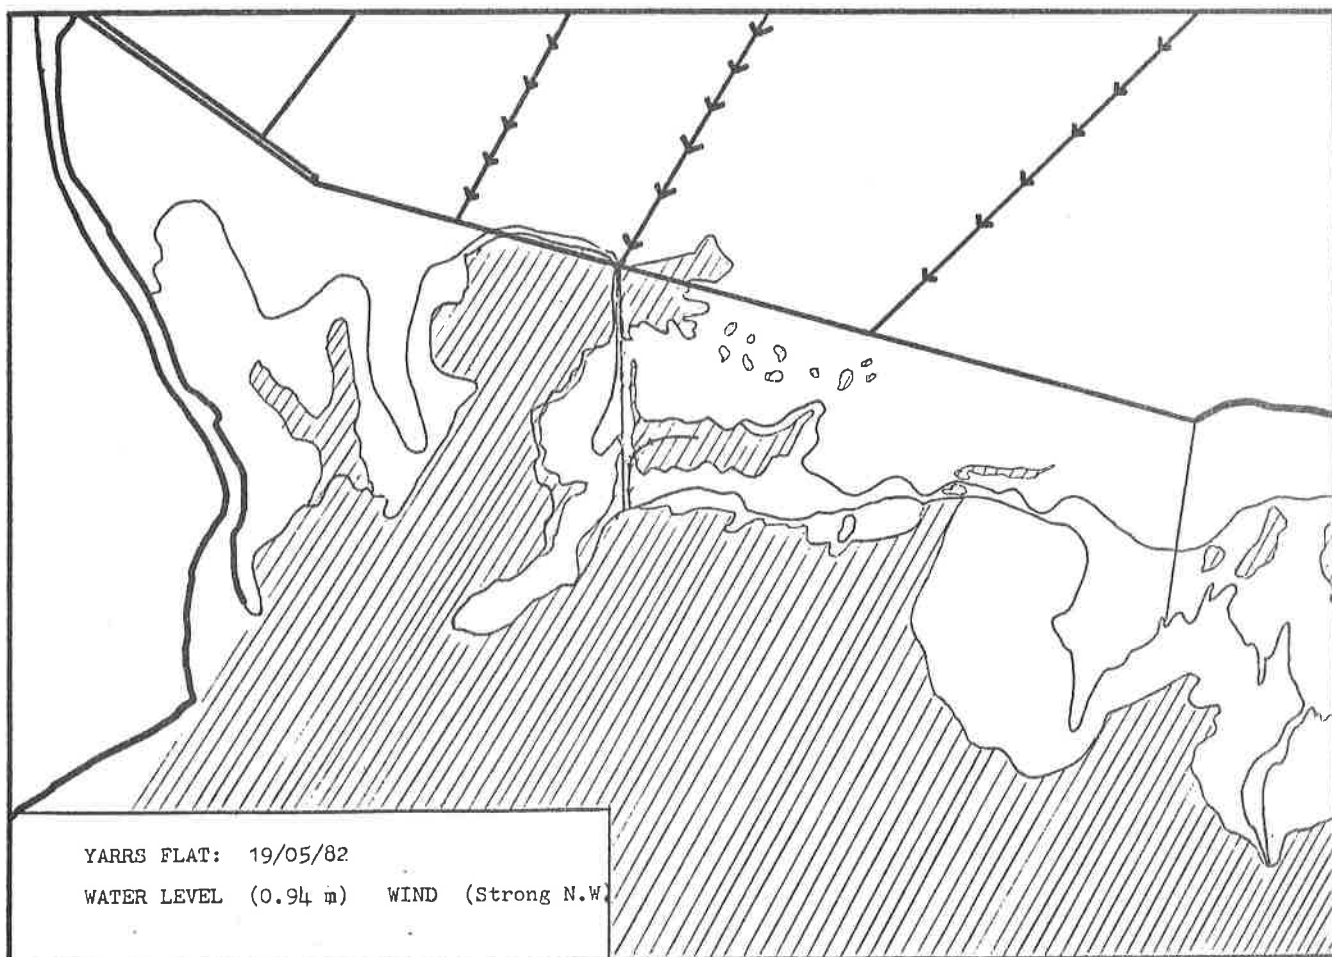 YARRS FLAT: 19/05/82
WATER LEVEL (0.94 m) WIND (Strong N.W)